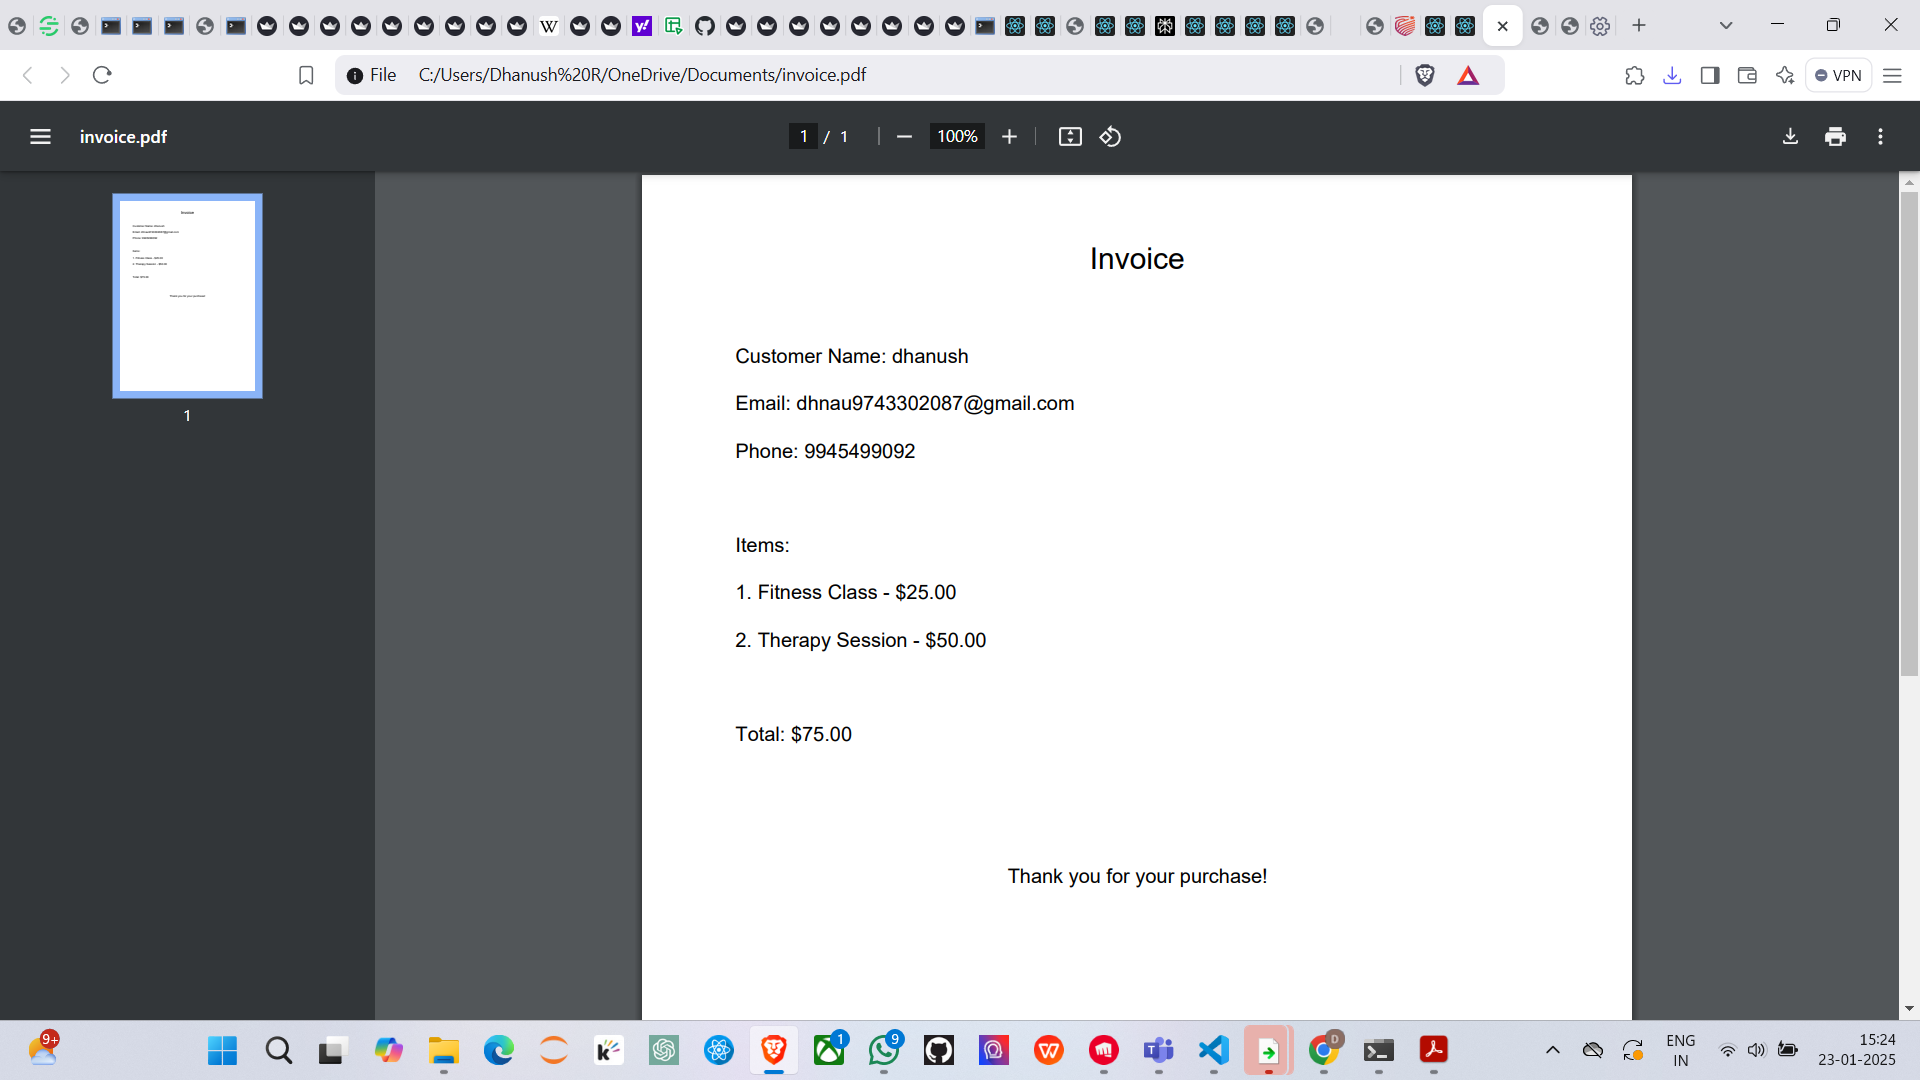 File
C:/Users/Dhanush%20R/OneDrive/Documents/invoice.pdf
VPN
invoice.pdf
1 / 1
100%
1
Invoice
Customer Name: dhanush
Email: dhnau9743302087@gmail.com
Phone: 9945499092
Items:
1. Fitness Class - $25.00
2. Therapy Session - $50.00
Total: $75.00
Thank you for your purchase!
9+
1
9
D
ENG
IN
15:24
23-01-2025